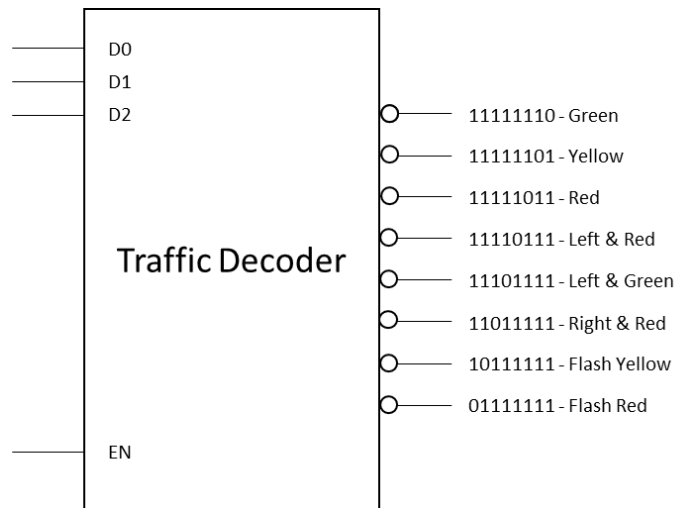 D0
D1
D2
11111110 - Green
11111101 - Yellow
11111011 - Red
11110111 - Left & Red
Traffic Decoder
11101111 - Left & Green
11011111 - Right & Red
10111111 - Flash Yellow
01111111 - Flash Red
EN